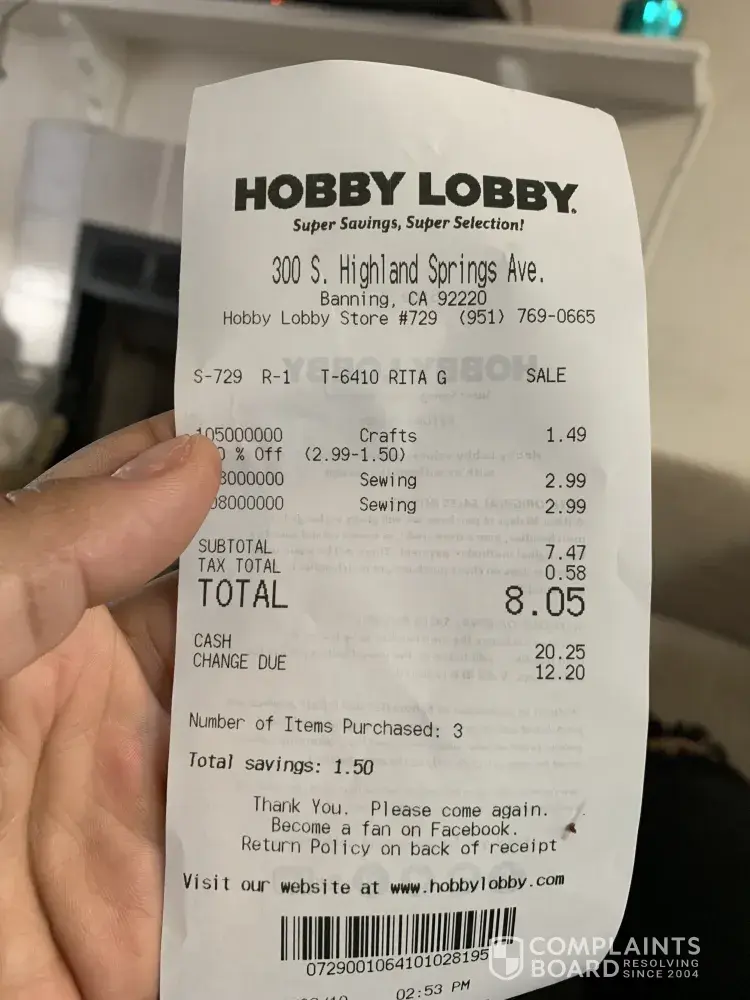 HOBBY LOBBY
Super Savings, Super Selection!
300 S. Highland Springs Ave.
Banning, CA 92220
Hobby Lobby Store #729 (951) 769-0665
S-729 R-1 T-6410 RITA G SALE
105000000 Crafts 1.49
0 % Off (2.99-1.50)
8000000 Sewing 2.99
08000000 Sewing 2.99
SUBTOTAL 7.47
TAX TOTAL 0.58
TOTAL 8.05
CASH 20.25
CHANGE DUE 12.20
Number of Items Purchased: 3
Total savings: 1.50
Thank You. Please come again.
Become a fan on Facebook.
Return Policy on back of receipt
Visit our website at www.hobbylobby.com
0729001064101028195
02:53 PM
COMPLAINTS
BOARD RESOLVING
SINCE 2004